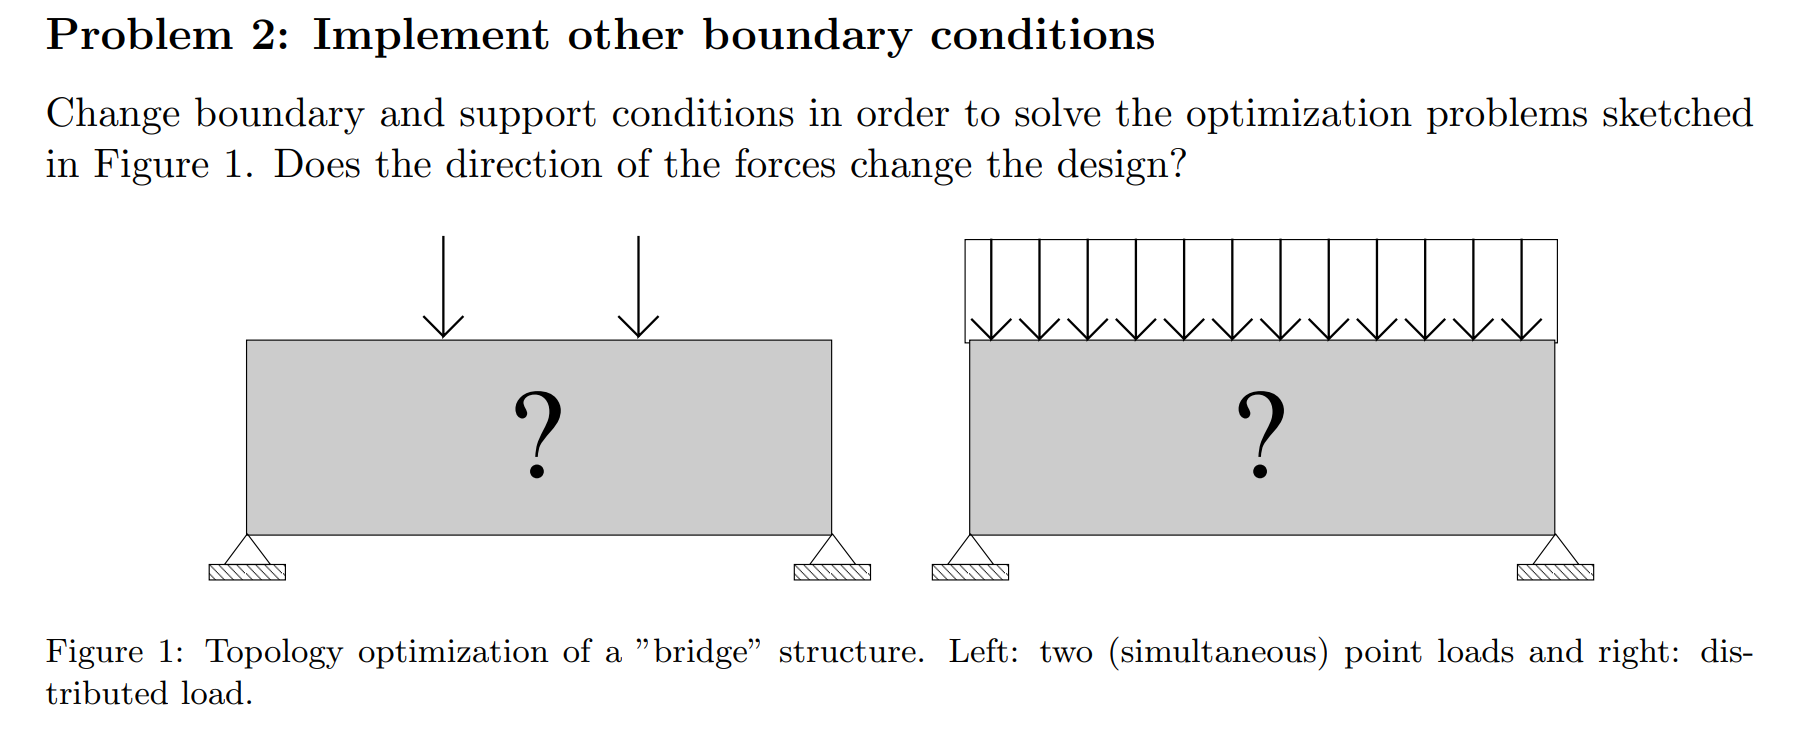 Problem 2: Implement other boundary conditions
Change boundary and support conditions in order to solve the optimization problems sketched
in Figure 1. Does the direction of the forces change the design?
? ?
Figure 1: Topology optimization of a ”bridge” structure. Left: two (simultaneous) point loads and right: dis-
tributed load.